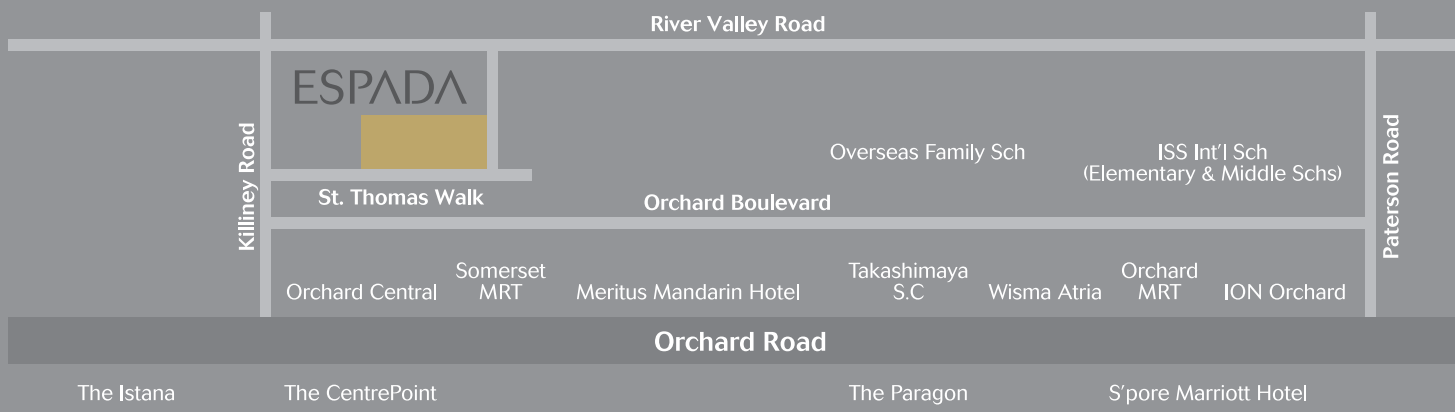 River Valley Road
ESPADA
Killiney Road
Paterson Road
Overseas Family Sch
ISS Int'l Sch
(Elementary & Middle Schs)
St. Thomas Walk
Orchard Boulevard
Orchard Central
Somerset
MRT
Meritus Mandarin Hotel
Takashimaya
S.C
Wisma Atria
Orchard
MRT
ION Orchard
Orchard Road
The Istana
The CentrePoint
The Paragon
S'pore Marriott Hotel